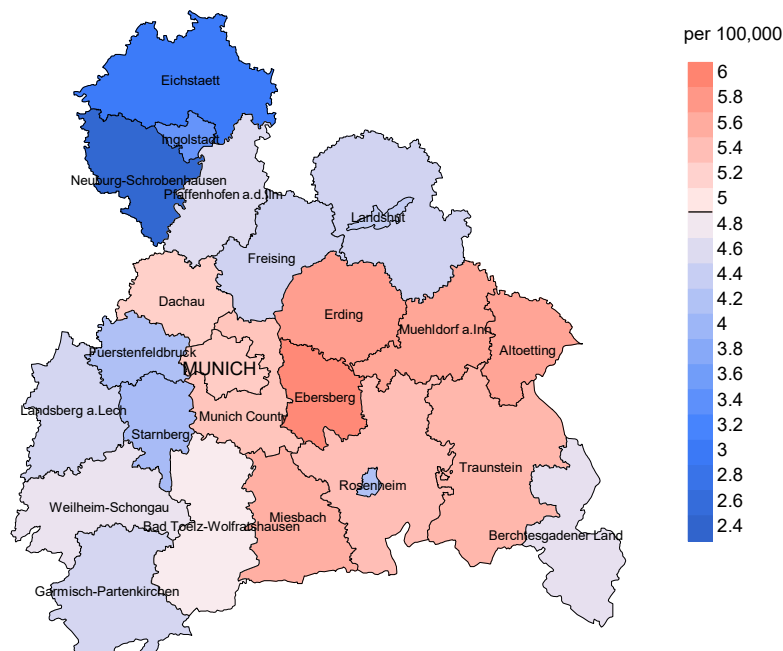 per 100,000
6
5.8
5.6
5.4
5.2
5
4.8
4.6
4.4
4.2
4
3.8
3.6
3.4
3.2
3
2.8
2.6
2.4
Eichstaett
Ingolstadt
Neuburg-Schrobenhausen
Pfaffenhofen a.d.Ilm
Landshut
Freising
Dachau
Erding
Muehldorf a.Inn
Altoetting
Fuerstenfeldbruck
MUNICH
Ebersberg
Landsberg a.Lech
Munich County
Starnberg
Traunstein
Rosenheim
Weilheim-Schongau
Miesbach
Bad Toelz-Wolfratshausen
Berchtesgadener Land
Garmisch-Partenkirchen